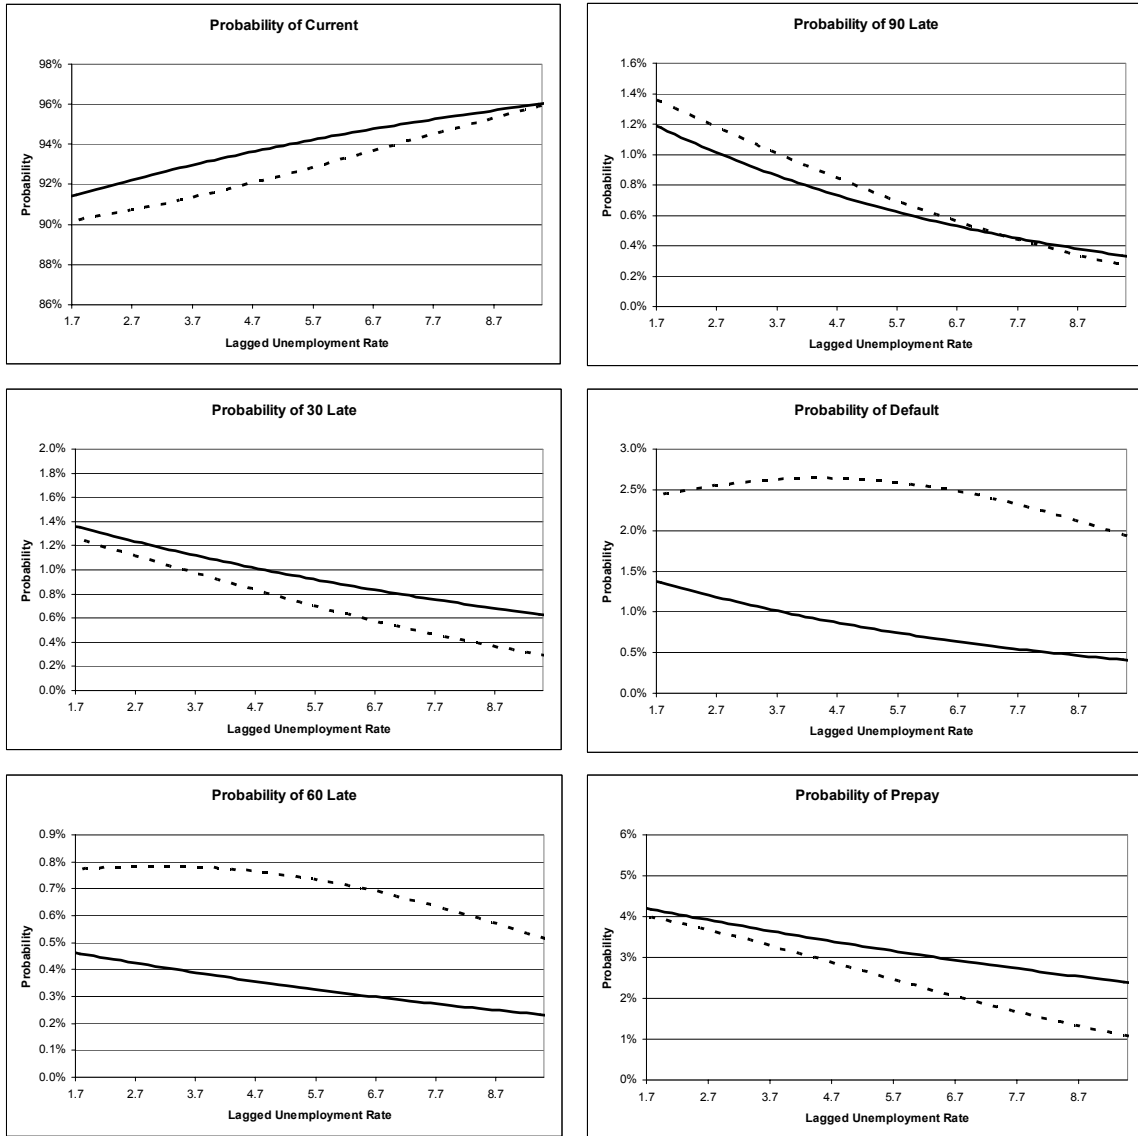 Probability of Current
98%
96%
94%
92%
90%
88%
86%
Probability
1.7 2.7 3.7 4.7 5.7 6.7 7.7 8.7
Lagged Unemployment Rate
Probability of 90 Late
1.6%
1.4%
1.2%
1.0%
0.8%
0.6%
0.4%
0.2%
0.0%
Probability
1.7 2.7 3.7 4.7 5.7 6.7 7.7 8.7
Lagged Unemployment Rate
Probability of 30 Late
2.0%
1.8%
1.6%
1.4%
1.2%
1.0%
0.8%
0.6%
0.4%
0.2%
0.0%
Probability
1.7 2.7 3.7 4.7 5.7 6.7 7.7 8.7
Lagged Unemployment Rate
Probability of Default
3.0%
2.5%
2.0%
1.5%
1.0%
0.5%
0.0%
Probability
1.7 2.7 3.7 4.7 5.7 6.7 7.7 8.7
Lagged Unemployment Rate
Probability of 60 Late
0.9%
0.8%
0.7%
0.6%
0.5%
0.4%
0.3%
0.2%
0.1%
0.0%
Probability
1.7 2.7 3.7 4.7 5.7 6.7 7.7 8.7
Lagged Unemployment Rate
Probability of Prepay
6%
5%
4%
3%
2%
1%
0%
Probability
1.7 2.7 3.7 4.7 5.7 6.7 7.7 8.7
Lagged Unemployment Rate